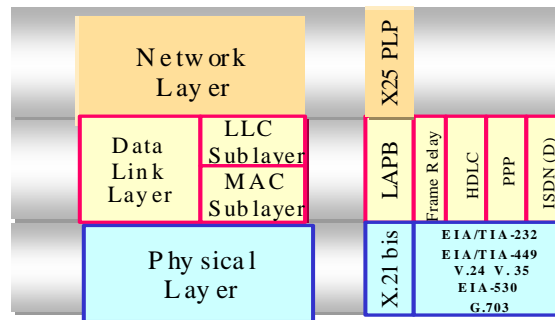 Network
Layer
X25 PLP
Data
Link
Layer
LLC
Sublayer
MAC
Sublayer
LAPB
Frame Relay
HDLC
PPP
ISDN (D)
Physical
Layer
X.21 bis
EIA/TIA-232
EIA/TIA-449
V.24 V. 35
EIA-530
G.703